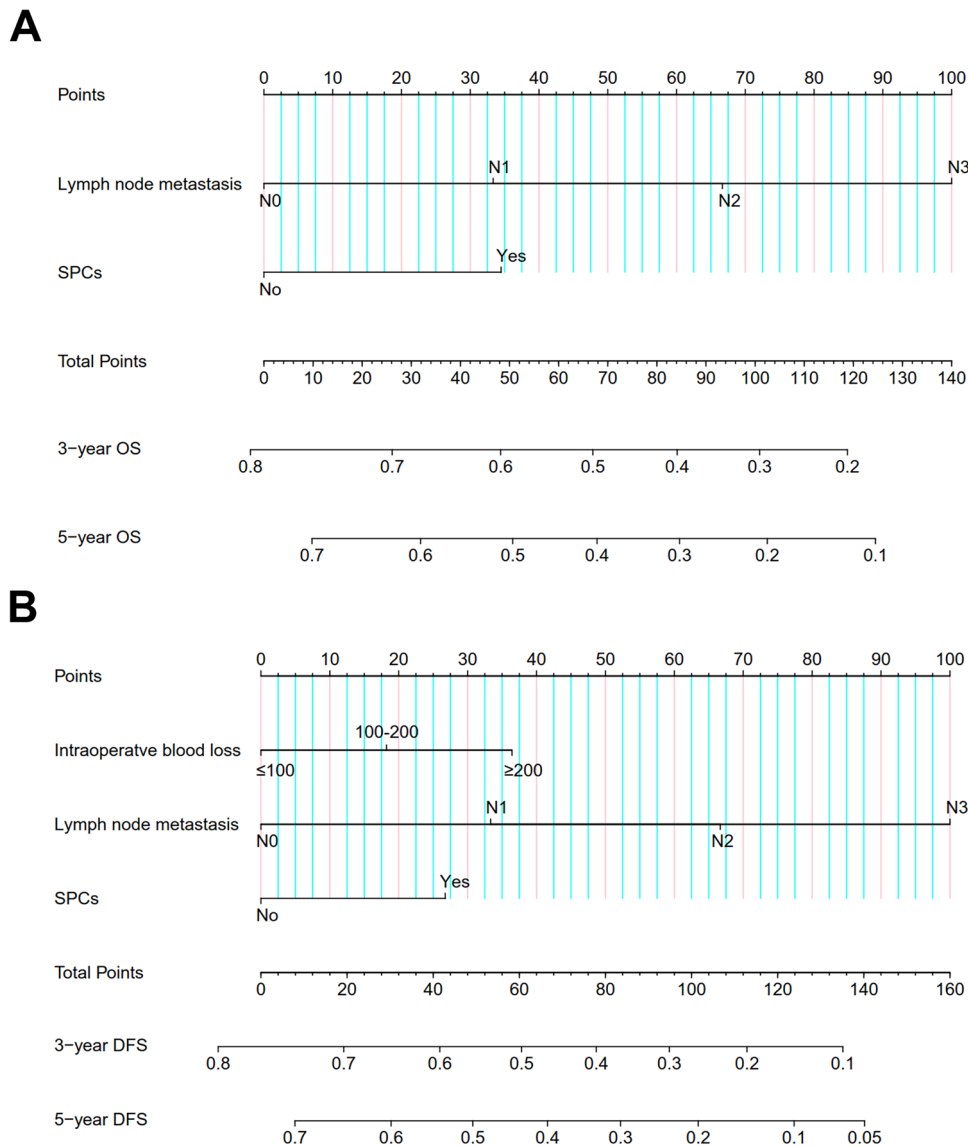 A
0 10 20 30 40 50 60 70 80 90 100
Points
N1 N3
Lymph node metastasis
N0 N2
Yes
SPCs
No
Total Points
0 10 20 30 40 50 60 70 80 90 100 110 120 130 140
3−year OS
0.8 0.7 0.6 0.5 0.4 0.3 0.2
5−year OS
0.7 0.6 0.5 0.4 0.3 0.2 0.1
B
0 10 20 30 40 50 60 70 80 90 100
Points
100-200
Intraoperatve blood loss
≤100 ≥200
N1 N3
Lymph node metastasis
N0 N2
Yes
SPCs
No
Total Points
0 20 40 60 80 100 120 140 160
3−year DFS
0.8 0.7 0.6 0.5 0.4 0.3 0.2 0.1
5−year DFS
0.7 0.6 0.5 0.4 0.3 0.2 0.1 0.05